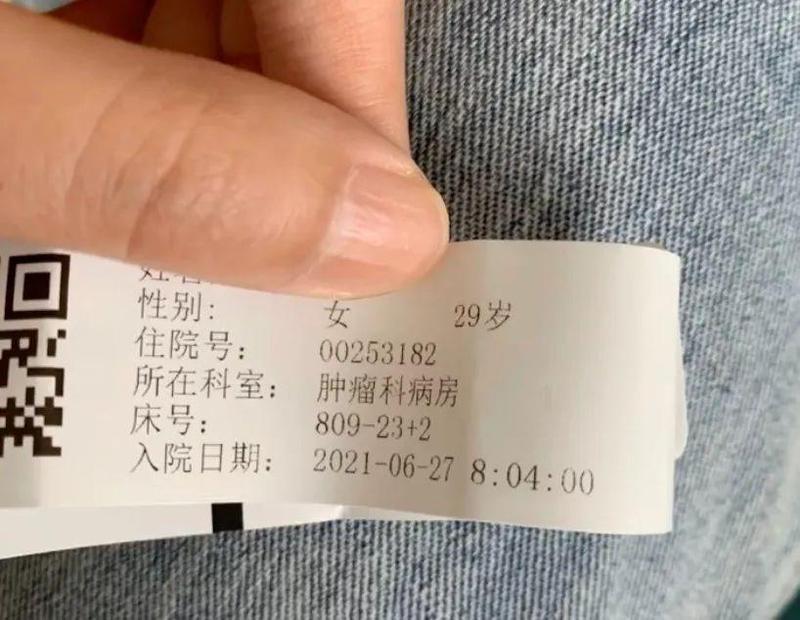 性别: 女 29岁
住院号: 00253182
所在科室: 肿瘤科病房
床号: 809-23+2
入院日期: 2021-06-27 8:04:00